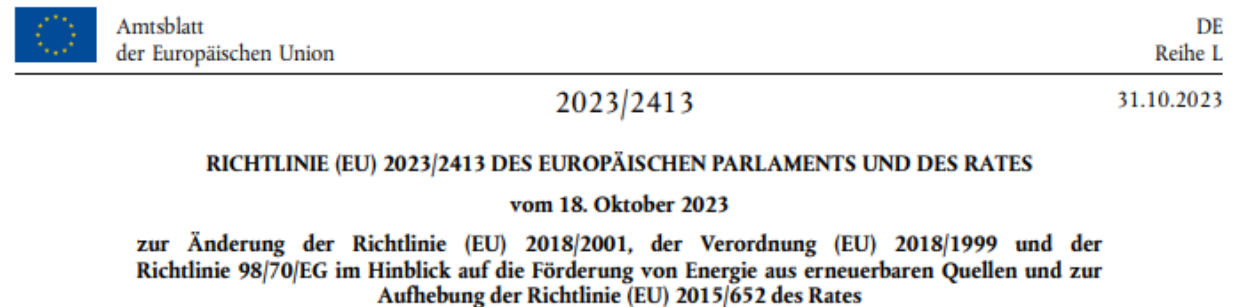 Amtsblatt
der Europäischen Union
DE
Reihe L
2023/2413
31.10.2023
RICHTLINIE (EU) 2023/2413 DES EUROPÄISCHEN PARLAMENTS UND DES RATES
vom 18. Oktober 2023
zur Änderung der Richtlinie (EU) 2018/2001, der Verordnung (EU) 2018/1999 und der
Richtlinie 98/70/EG im Hinblick auf die Förderung von Energie aus erneuerbaren Quellen und zur
Aufhebung der Richtlinie (EU) 2015/652 des Rates